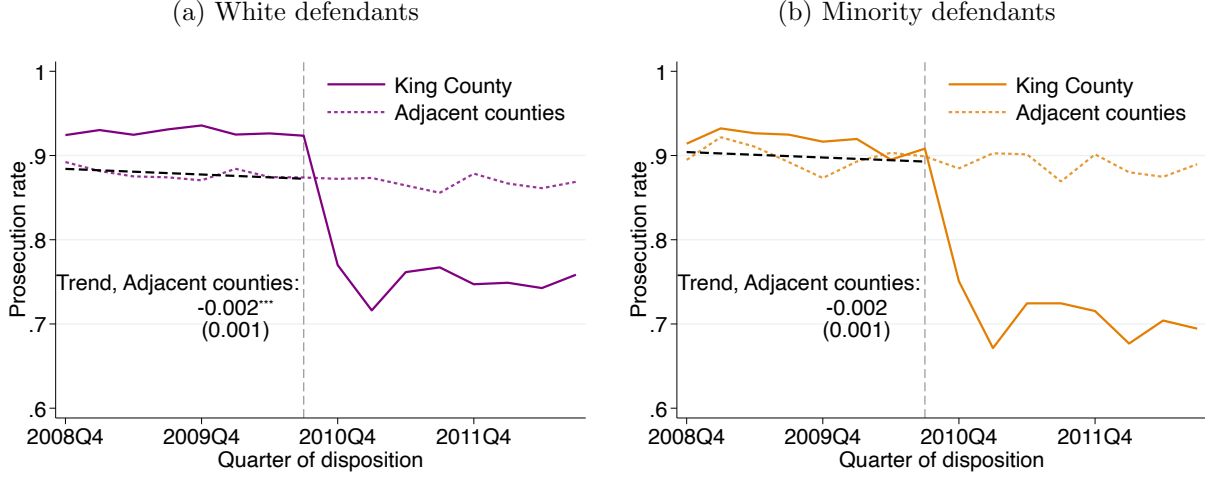 (a) White defendants
1
.9
.8
.7
.6
Prosecution rate
King County
Adjacent counties
Trend, Adjacent counties:
-0.002***
(0.001)
2008Q4 2009Q4 2010Q4 2011Q4
Quarter of disposition
(b) Minority defendants
1
.9
.8
.7
.6
Prosecution rate
King County
Adjacent counties
Trend, Adjacent counties:
-0.002
(0.001)
2008Q4 2009Q4 2010Q4 2011Q4
Quarter of disposition